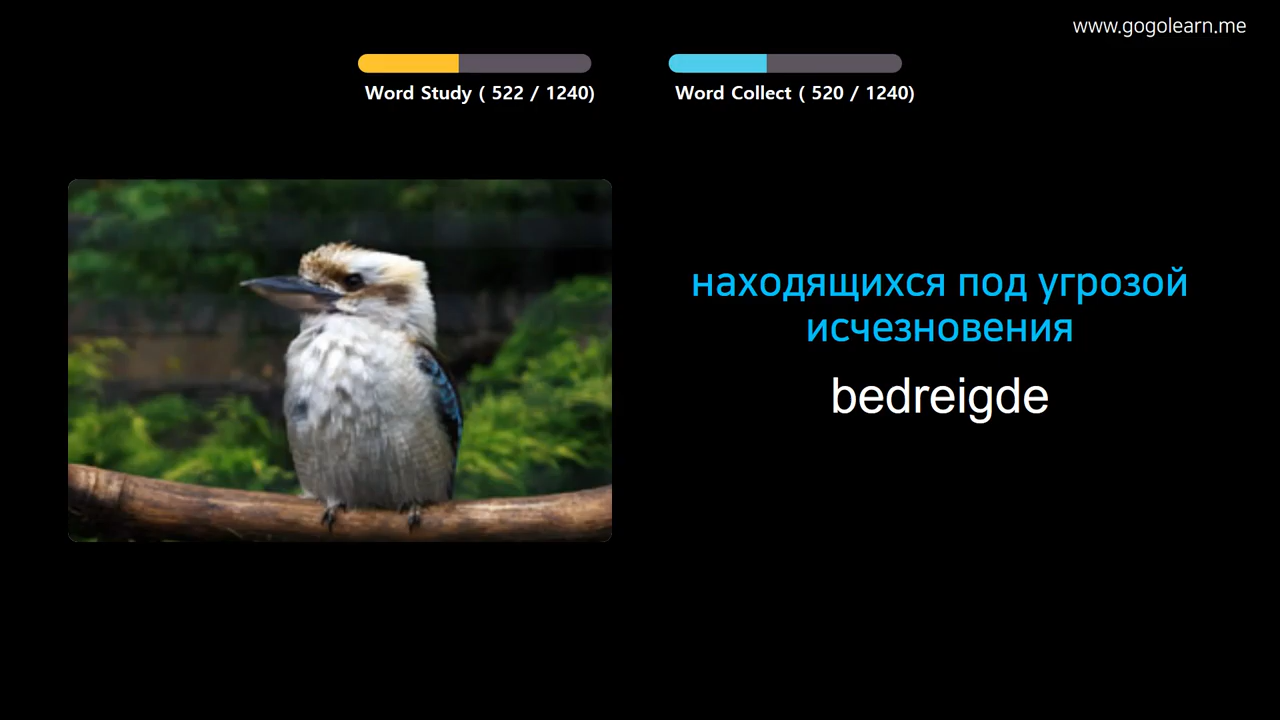 www.gogolearn.me
Word Study ( 522 / 1240)
Word Collect ( 520 / 1240)
находящихся под угрозой
исчезновения
bedreigde